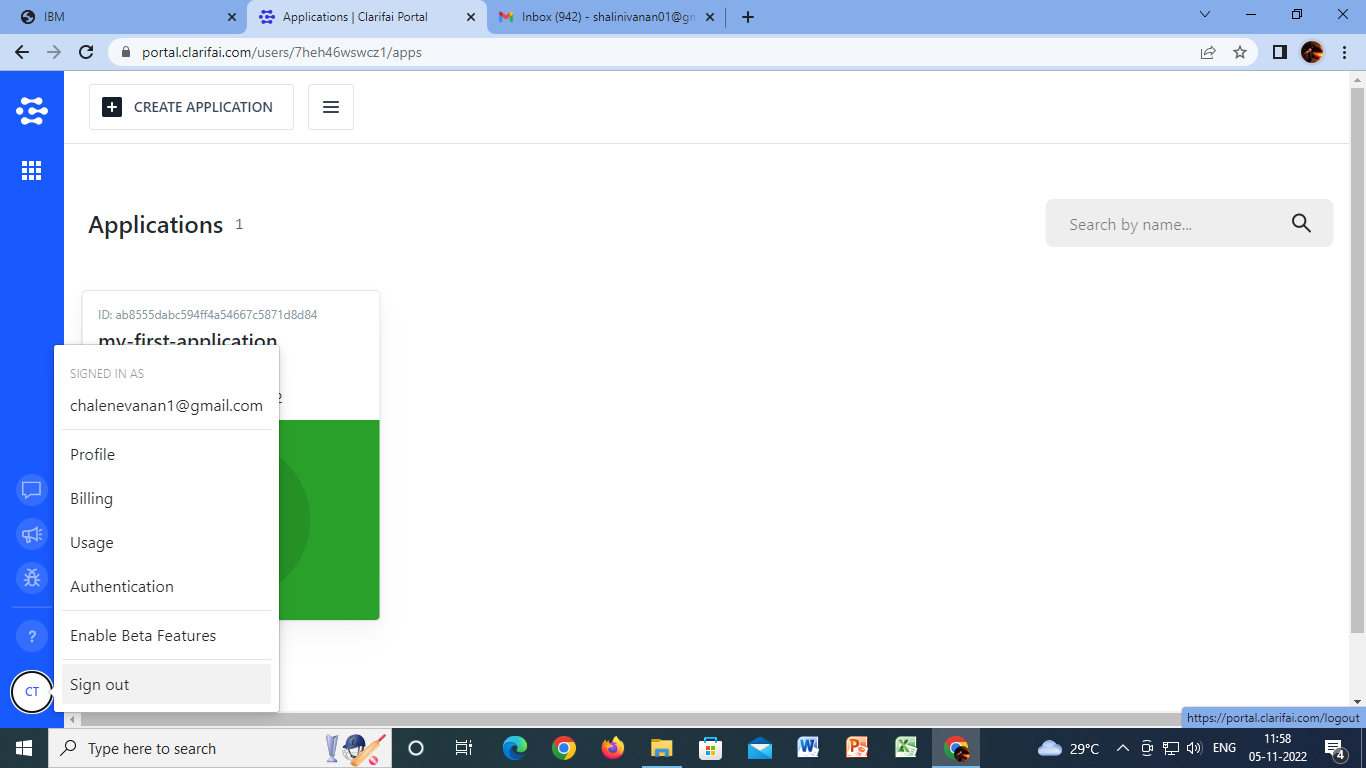 IBM
Applications | Clarifai Portal
Inbox (942) - shalinivanan01@gm
portal.clarifai.com/users/7heh46wswcz1/apps
CREATE APPLICATION
Applications 1
Search by name...
ID: ab8555dabc594ff4a54667c5871d8d84
my-first-application
2
SIGNED IN AS
chalenevanan1@gmail.com
Profile
Billing
Usage
Authentication
Enable Beta Features
Sign out
?
CT
https://portal.clarifai.com/logout
Type here to search
29°C
ENG
11:58
05-11-2022
4